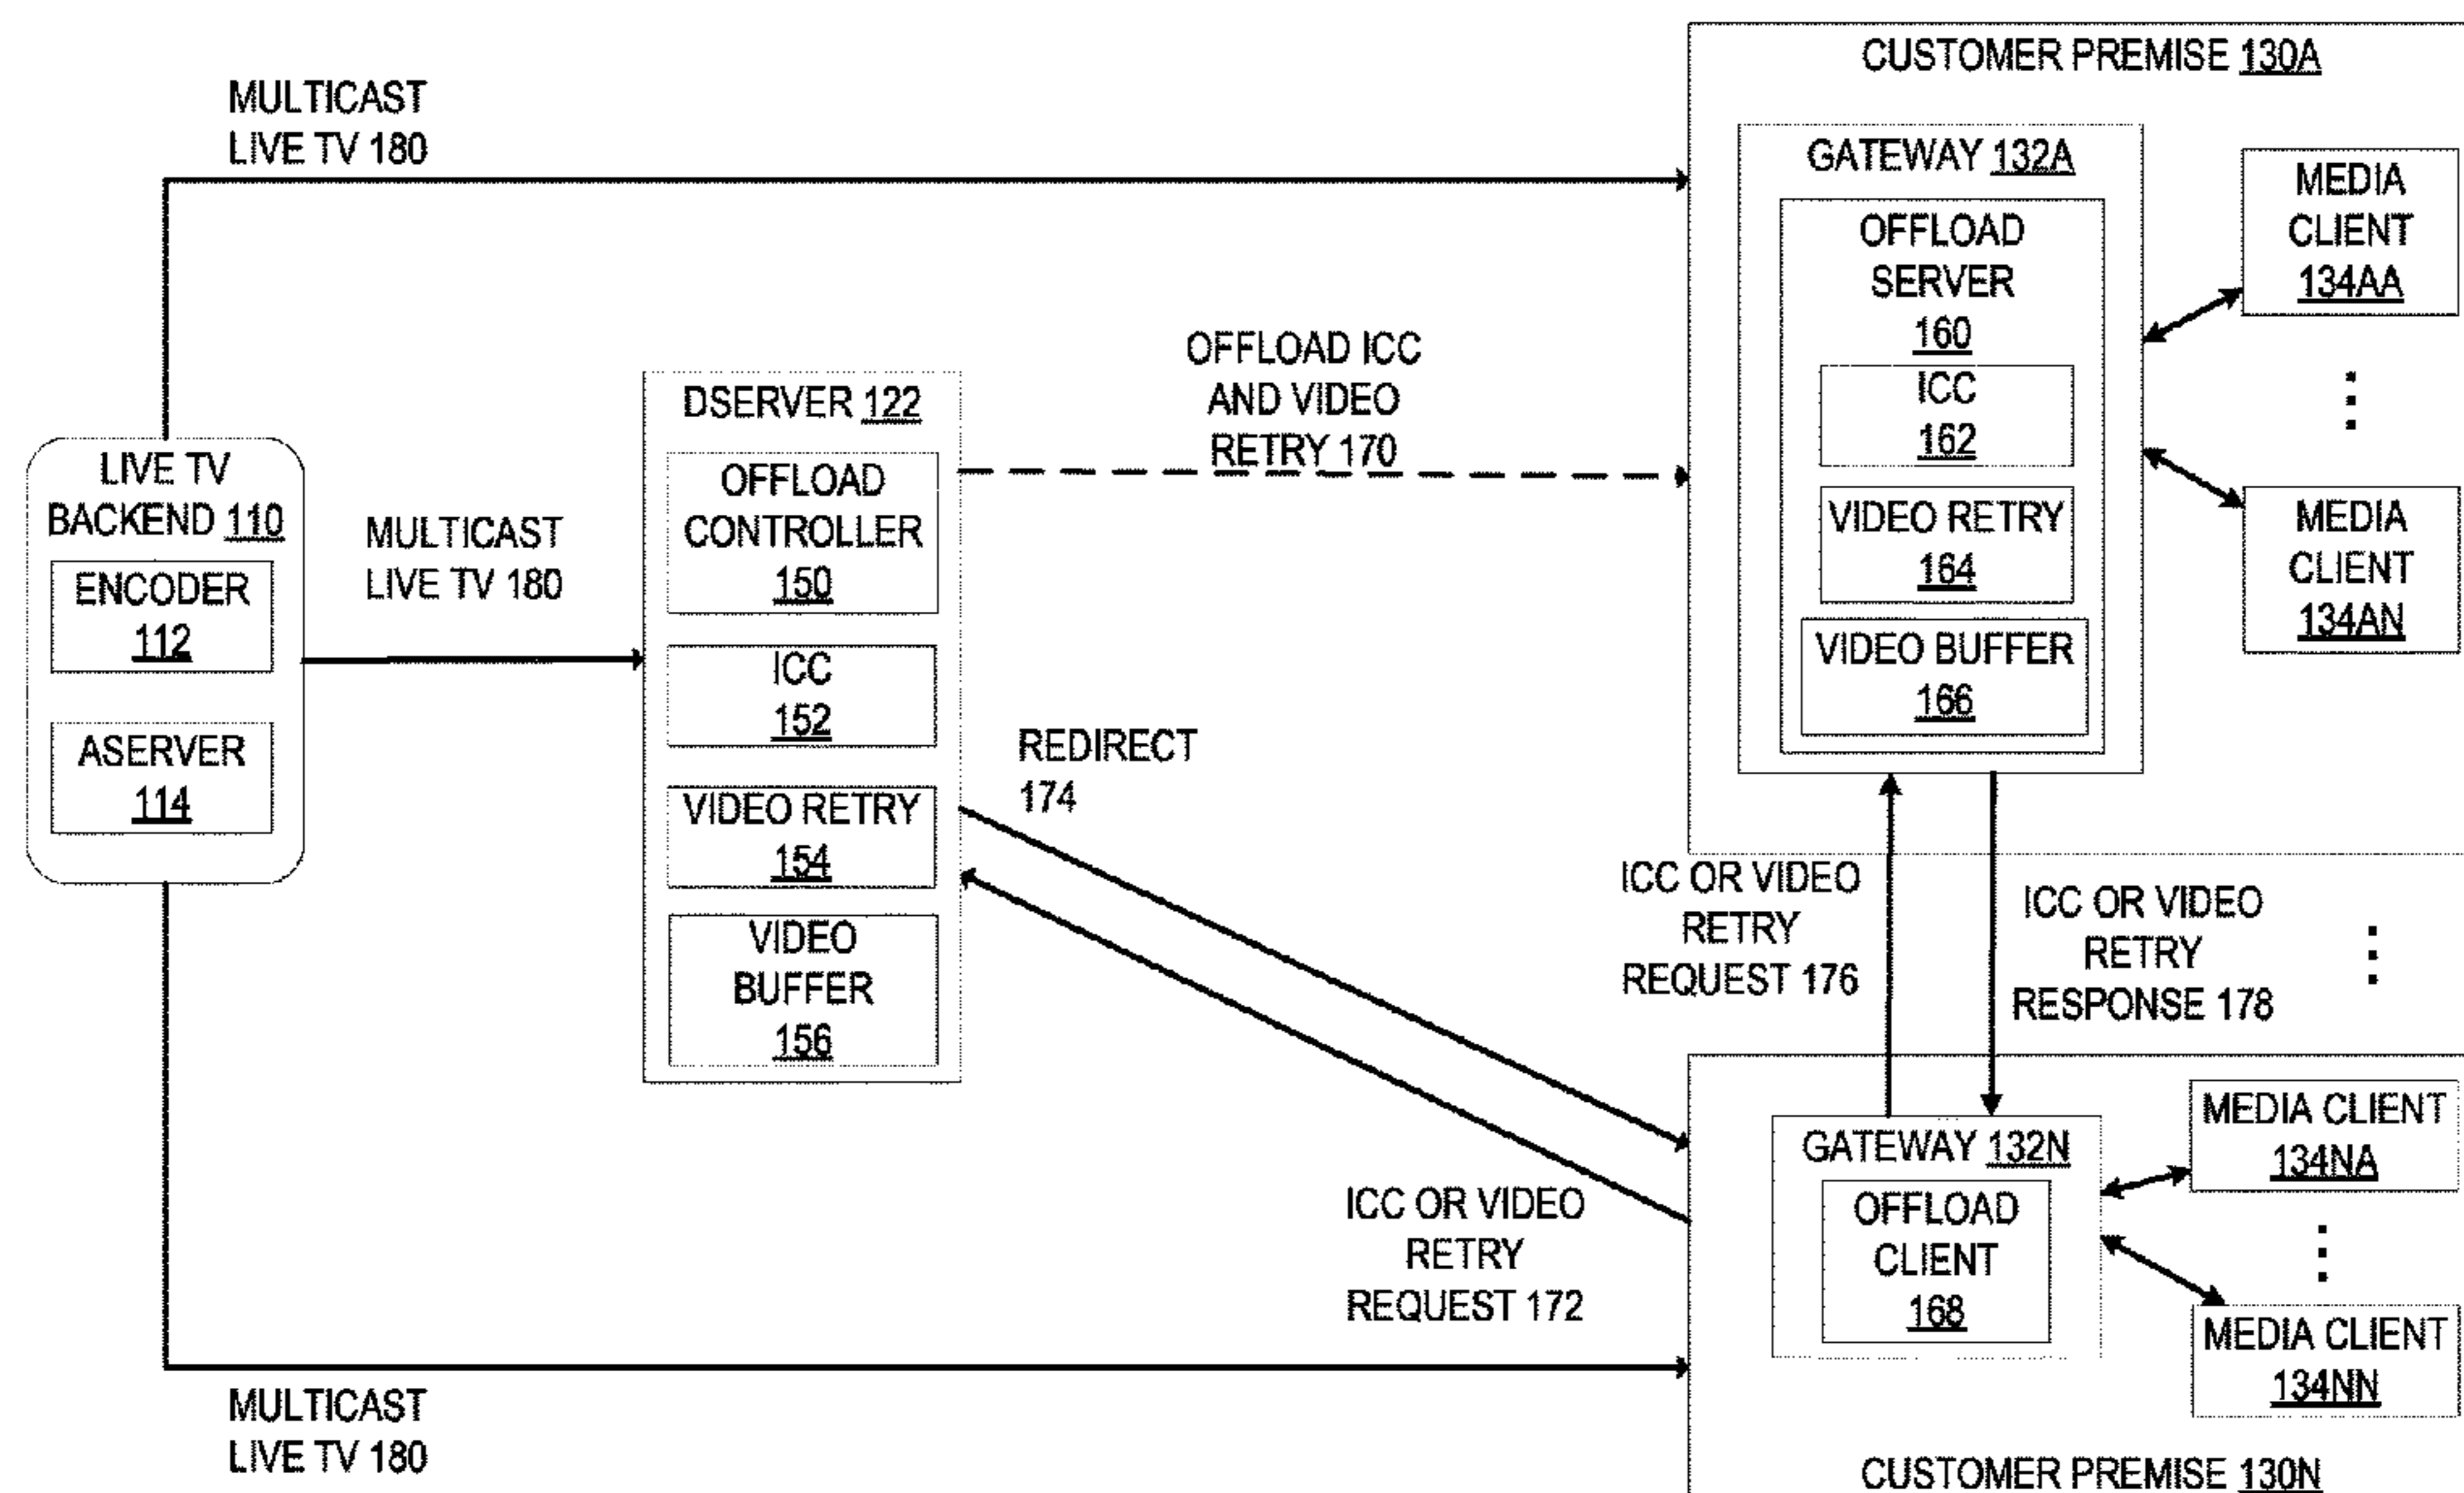 MULTICAST
LIVE TV 180
LIVE TV
BACKEND 110
ENCODER
112
ASERVER
114
MULTICAST
LIVE TV 180
MULTICAST
LIVE TV 180
DSERVER 122
OFFLOAD
CONTROLLER
150
ICC
152
VIDEO RETRY
154
VIDEO
BUFFER
156
OFFLOAD ICC
AND VIDEO
RETRY 170
REDIRECT
174
ICC OR VIDEO
RETRY
REQUEST 172
CUSTOMER PREMISE 130A
GATEWAY 132A
OFFLOAD
SERVER
160
ICC
162
VIDEO RETRY
164
VIDEO BUFFER
166
MEDIA
CLIENT
134AA
MEDIA
CLIENT
134AN
ICC OR VIDEO
RETRY
REQUEST 176
ICC OR VIDEO
RETRY
RESPONSE 178
GATEWAY 132N
OFFLOAD
CLIENT
168
MEDIA CLIENT
134NA
MEDIA CLIENT
134NN
CUSTOMER PREMISE 130N